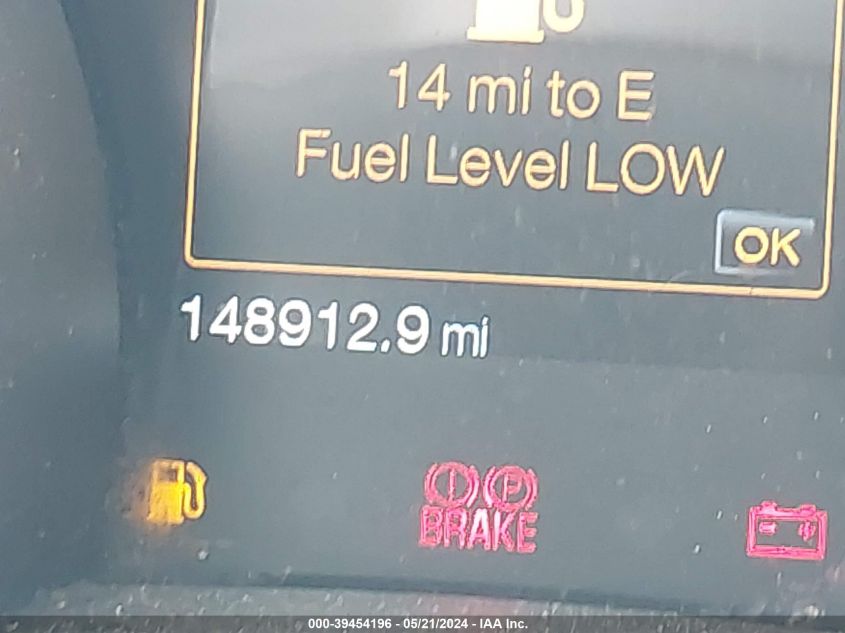 14 mi to E
Fuel Level LOW
OK
148912.9 mi
(!) (P)
BRAKE
000-39454196 - 05/21/2024 - IAA Inc.